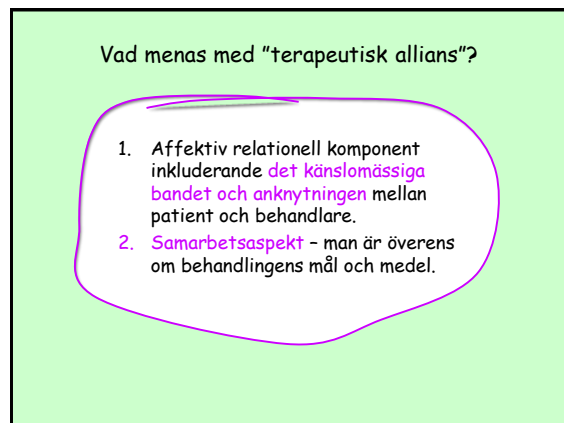 Vad menas med ”terapeutisk allians”?
1. Affektiv relationell komponent
inkluderande det känslomässiga
bandet och anknytningen mellan
patient och behandlare.
2. Samarbetsaspekt – man är överens
om behandlingens mål och medel.